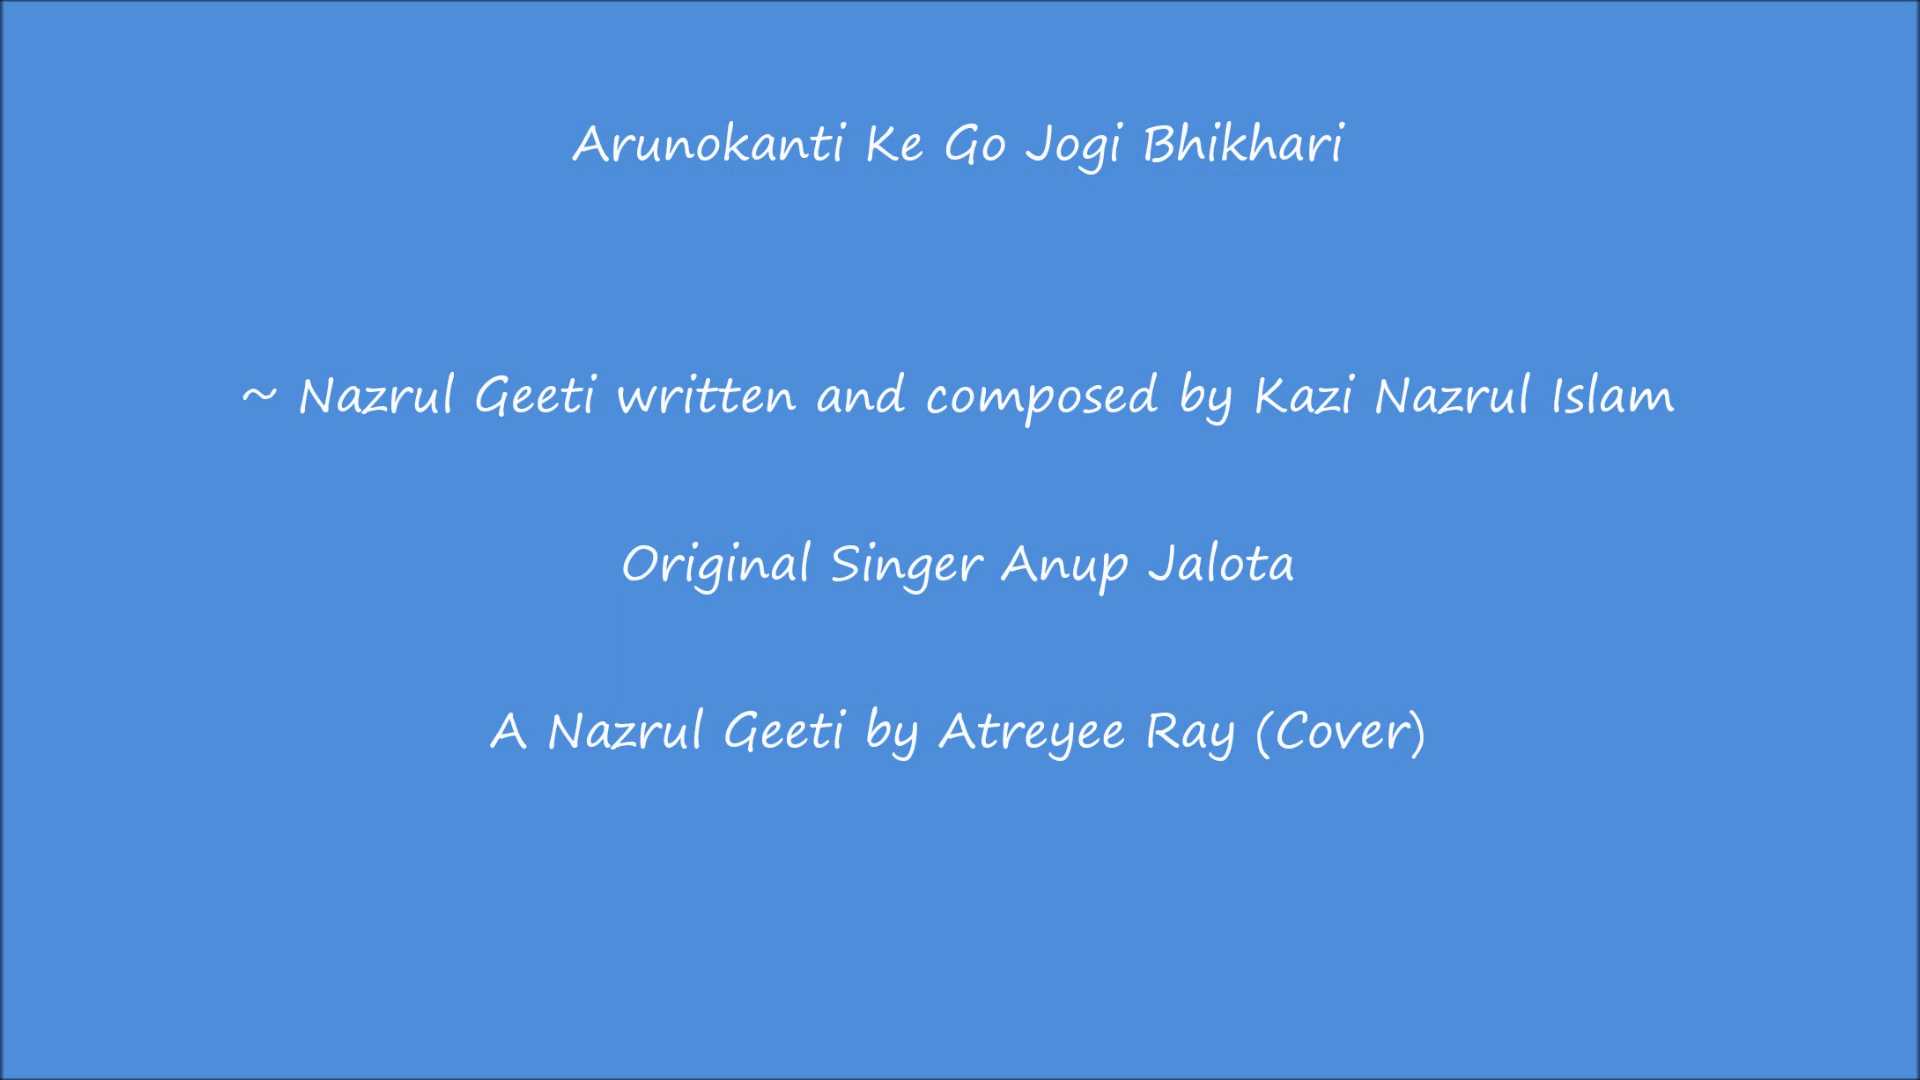 Arunokanti Ke Go Jogi Bhikhari
~ Nazrul Geeti written and composed by Kazi Nazrul Islam
Original Singer Anup Jalota
A Nazrul Geeti by Atreyee Ray (Cover)